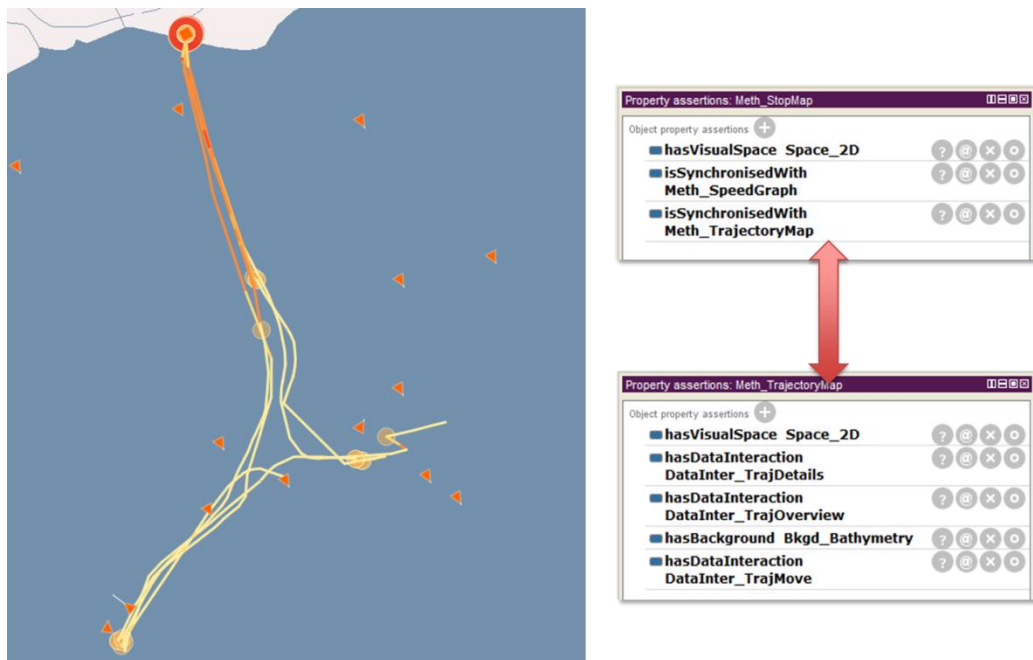 Property assertions: Meth_StopMap
Object property assertions
hasVisualSpace Space_2D
isSynchronisedWith
Meth_SpeedGraph
isSynchronisedWith
Meth_TrajectoryMap
Property assertions: Meth_TrajectoryMap
Object property assertions
hasVisualSpace Space_2D
hasDataInteraction
DataInter_TrajDetails
hasDataInteraction
DataInter_TrajOverview
hasBackground Bkgd_Bathymetry
hasDataInteraction
DataInter_TrajMove